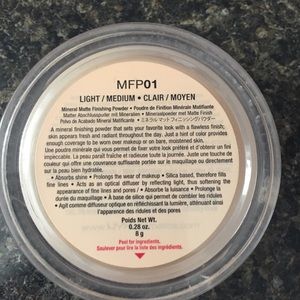 MFP01
LIGHT / MEDIUM • CLAIR / MOYEN
Mineral Matte Finishing Powder • Poudre de Finition Minérale Matifiante
Matter Abschlusspuder mit Mineralen • Mineraalpoeder met Matte Finish
Polvo de Acabado Mineral Matificante • ミネラル マット フィニッシングパウダー
A mineral finishing powder that sets your favorite look with a flawless finish;
skin appears fresh and radiant throughout the day. Just a hint of color provides
enough coverage to be worn over makeup or on bare, moistened skin.
Une poudre minérale qui vous permet de fixer votre look préféré et d'obtenir un fini
impeccable. La peau paraît fraîche et radieuse toute la journée. Juste une touche de
couleur qui offre une couvrance suffisante portée au-dessus du maquillage ou directement sur
la peau bien hydratée.
• Absorbs shine • Prolongs the wear of makeup • Silica based, therefore fills
fine lines • Acts as an optical diffuser by reflecting light, thus softening the
appearance of fine lines and pores / • Absorbe la luisance • Prolonge
la durée du maquillage • À base de silice qui permet de combler les ridules
• Agit comme diffuseur optique en réfléchissant la lumière, atténuant ainsi
l'apparence des ridules et des pores
Poids Net Wt.
0.28 oz.
8 g
Peel for ingredients.
Soulever pour lire la liste des ingrédients.